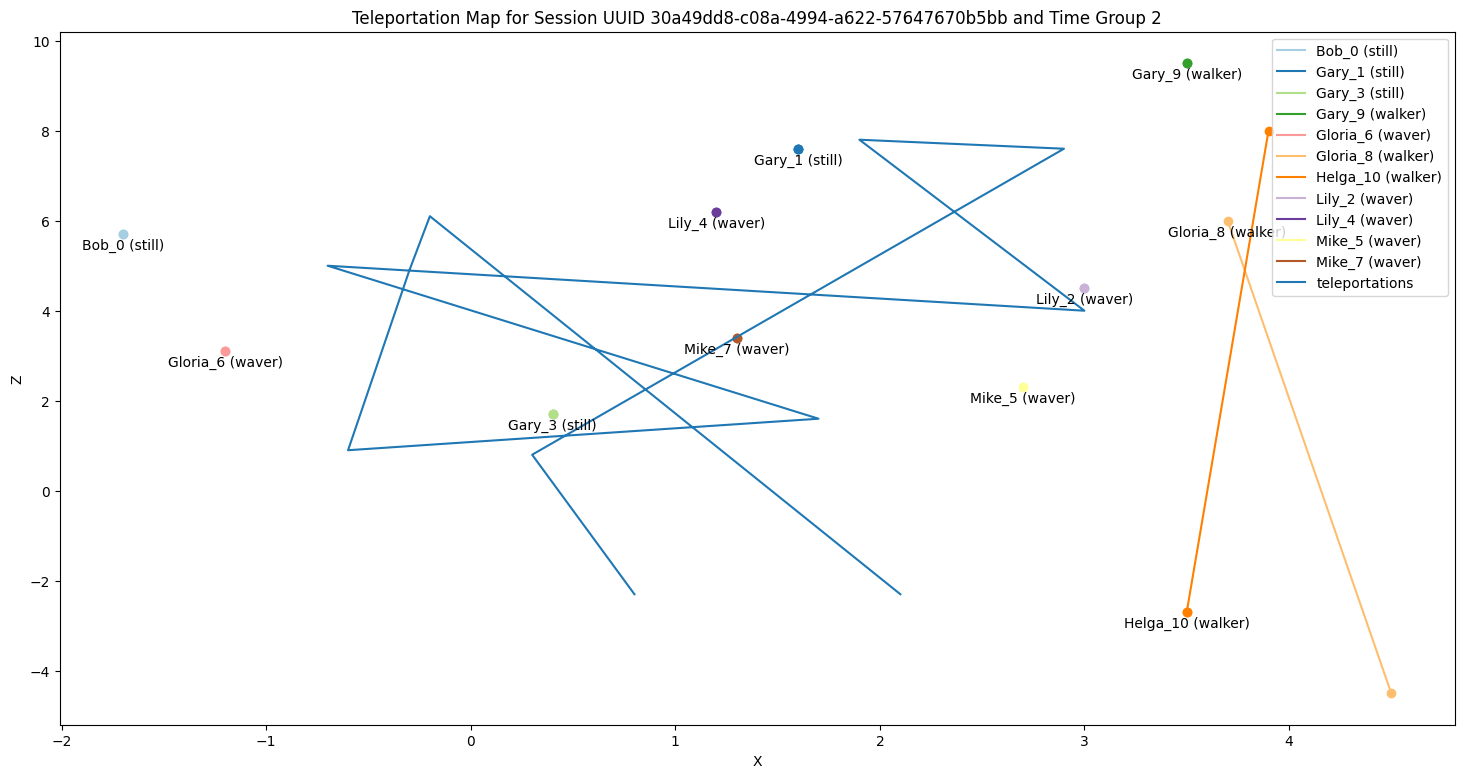 Teleportation Map for Session UUID 30a49dd8-c08a-4994-a622-57647670b5bb and Time Group 2
10
8
6
4
2
0
−2
−4
Z
Gary_9 (walker)
Gary_1 (still)
Lily_4 (waver)
Gloria_8 (walker)
Bob_0 (still)
Lily_2 (waver)
Mike_7 (waver)
Gloria_6 (waver)
Mike_5 (waver)
Gary_3 (still)
Helga_10 (walker)
Bob_0 (still)
Gary_1 (still)
Gary_3 (still)
Gary_9 (walker)
Gloria_6 (waver)
Gloria_8 (walker)
Helga_10 (walker)
Lily_2 (waver)
Lily_4 (waver)
Mike_5 (waver)
Mike_7 (waver)
teleportations
−2
−1
0
1
2
3
4
X